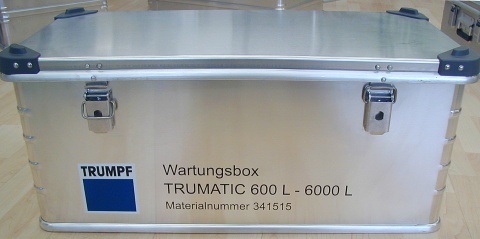 TRUMPF
Wartungsbox
TRUMATIC 600 L - 6000 L
Materialnummer 341515